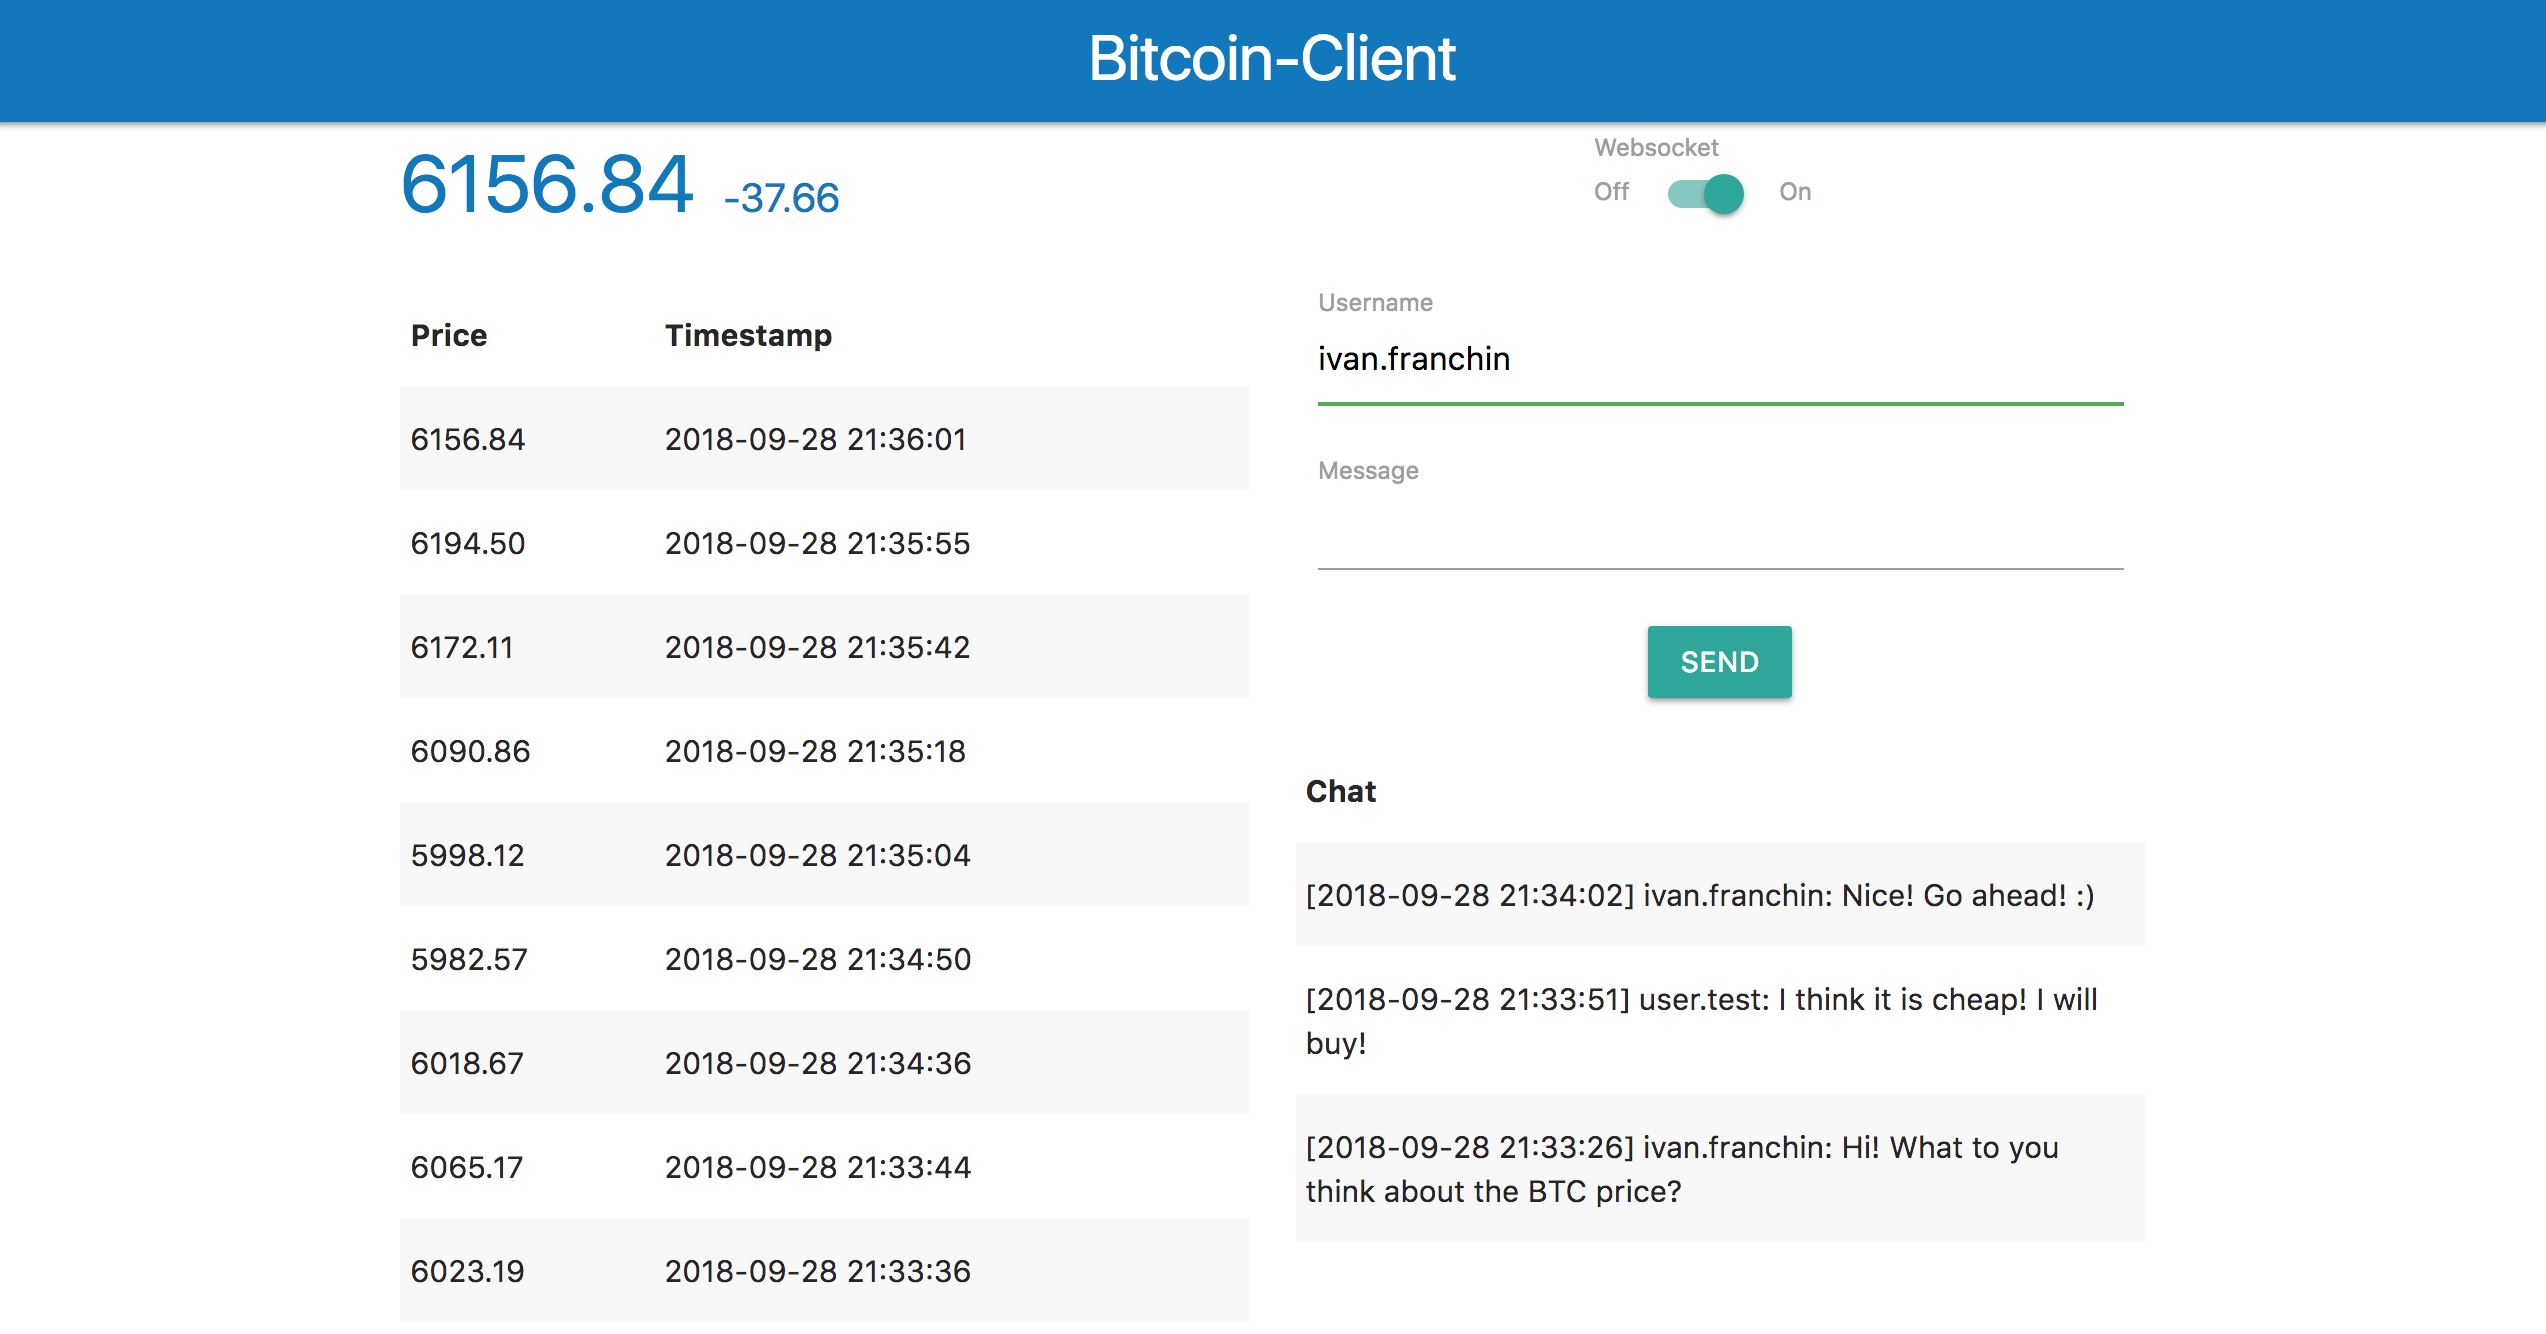 Bitcoin-Client
6156.84 -37.66
Websocket
Off On
Price Timestamp
6156.84 2018-09-28 21:36:01
6194.50 2018-09-28 21:35:55
6172.11 2018-09-28 21:35:42
6090.86 2018-09-28 21:35:18
5998.12 2018-09-28 21:35:04
5982.57 2018-09-28 21:34:50
6018.67 2018-09-28 21:34:36
6065.17 2018-09-28 21:33:44
6023.19 2018-09-28 21:33:36
Username
ivan.franchin
Message
SEND
Chat
[2018-09-28 21:34:02] ivan.franchin: Nice! Go ahead! :)
[2018-09-28 21:33:51] user.test: I think it is cheap! I will
buy!
[2018-09-28 21:33:26] ivan.franchin: Hi! What to you
think about the BTC price?